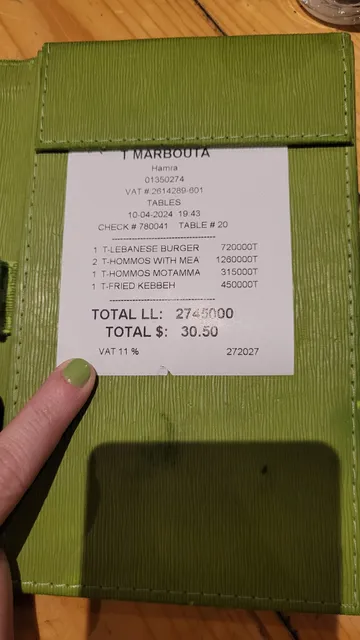 T MARBOUTA
Hamra
01350274
VAT # 2614289-601
TABLES
10-04-2024 19:43
CHECK # 780041 TABLE # 20
1 T-LEBANESE BURGER 720000T
2 T-HOMMOS WITH MEA 1260000T
1 T-HOMMOS MOTAMMA 315000T
1 T-FRIED KEBBEH 450000T
TOTAL LL: 2745000
TOTAL $: 30.50
VAT 11 % 272027